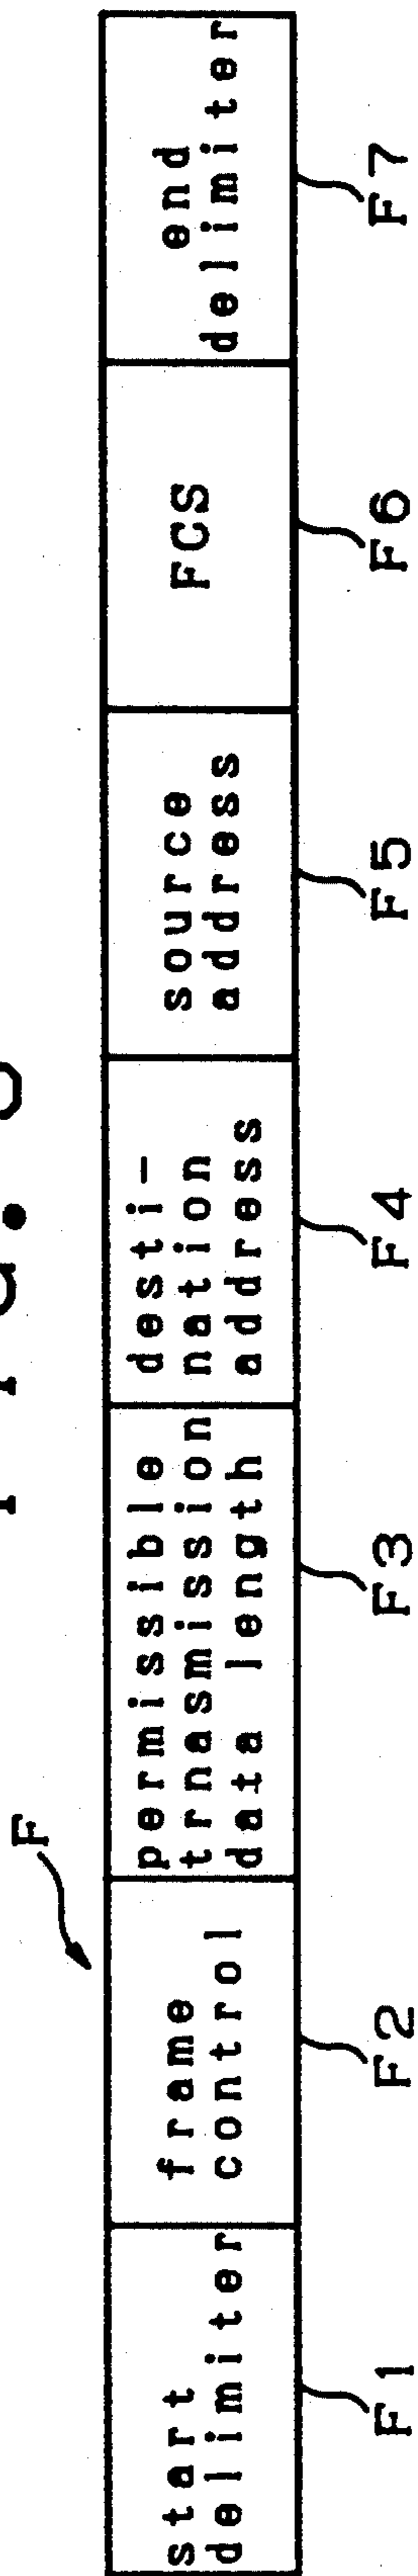 F
start
delimiter
frame
control
permissible
trnasmission
data length
desti-
nation
address
source
address
FCS
end
delimiter
F1
F2
F3
F4
F5
F6
F7